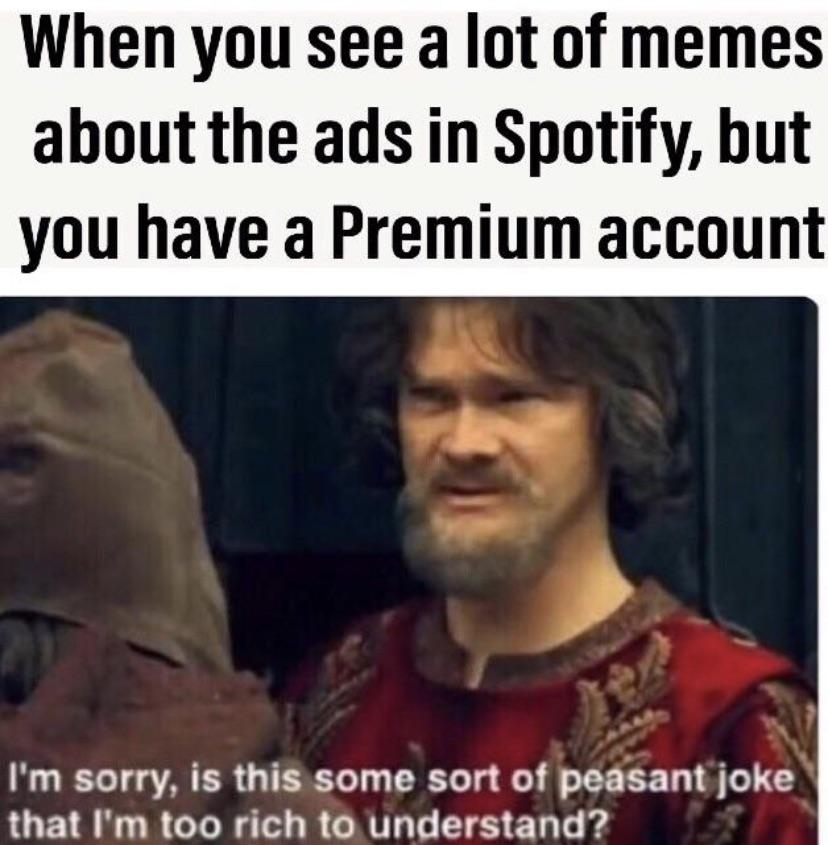 When you see a lot of memes
about the ads in Spotify, but
you have a Premium account
I'm sorry, is this some sort of peasant joke
that I'm too rich to understand?